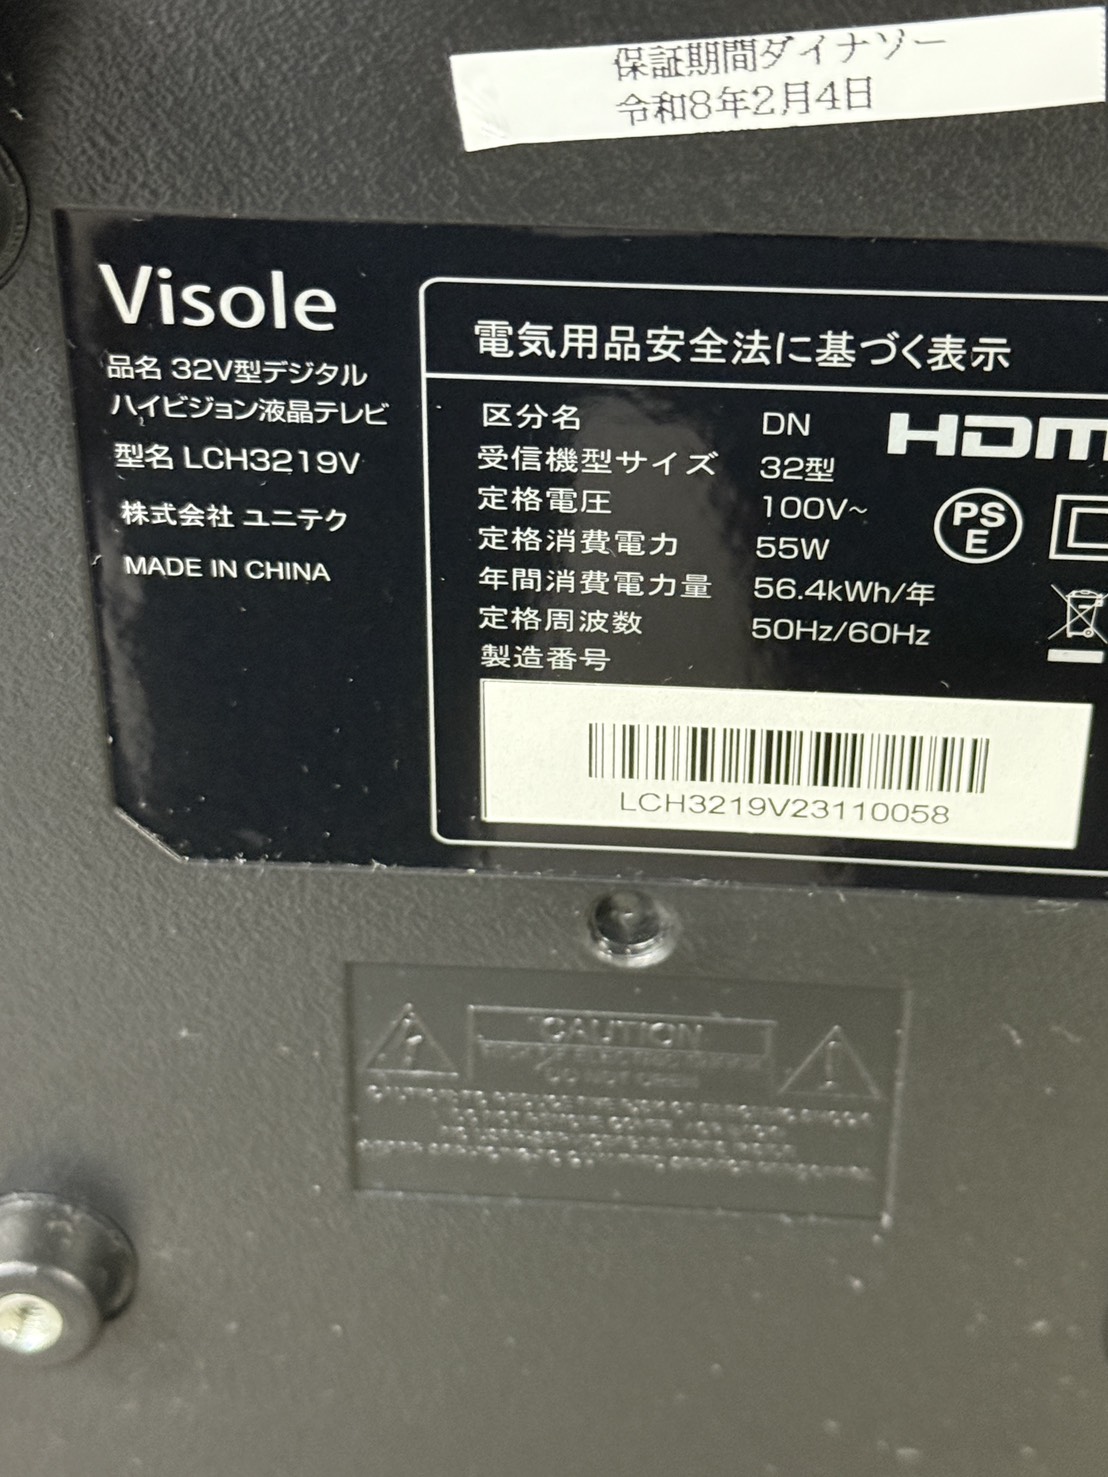 保証期間ダイナゾー
令和8年2月4日
Visole
品名 32V型デジタル
ハイビジョン液晶テレビ
型名 LCH3219V
株式会社 ユニテク
MADE IN CHINA
電気用品安全法に基づく表示
区分名 DN
受信機型サイズ 32型
定格電圧 100V~
定格消費電力 55W
年間消費電力量 56.4kWh/年
定格周波数 50Hz/60Hz
製造番号
HDM
PS
E
LCH3219V23110058
CAUTION
DO NOT OPEN